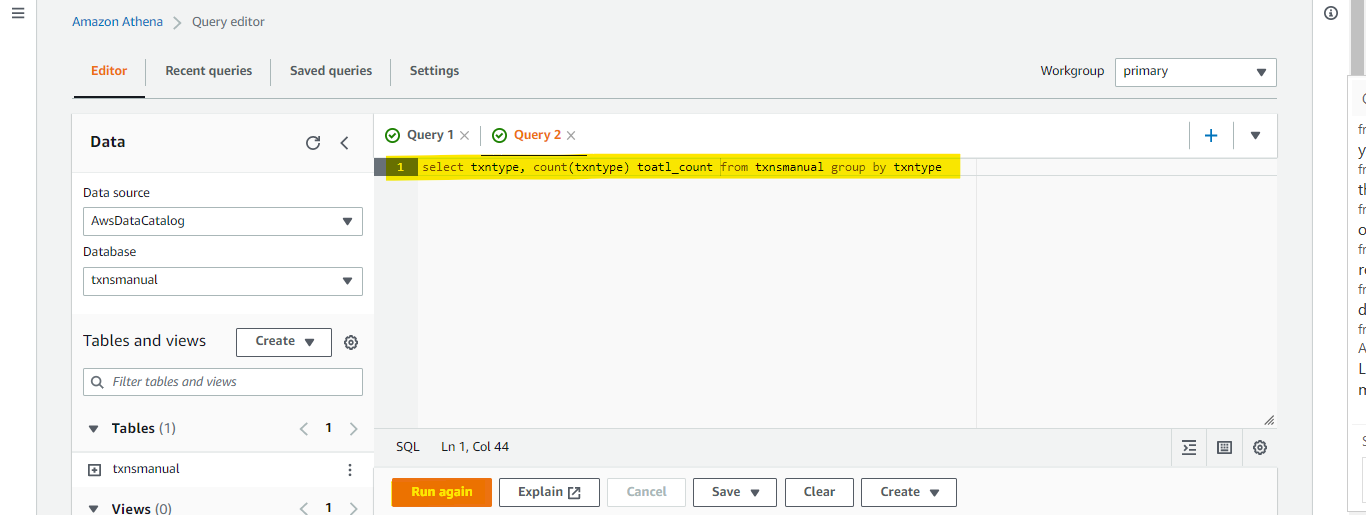 Amazon Athena Query editor
Editor Recent queries Saved queries Settings
Workgroup primary
Data
Query 1 Query 2
1 select txntype, count(txntype) toatl_count from txnsmanual group by txntype
Data source
AwsDataCatalog
Database
txnsmanual
Tables and views Create
Filter tables and views
Tables (1) 1
SQL Ln 1, Col 44
txnsmanual
Run again Explain Cancel Save Clear Create
Views (0) 1